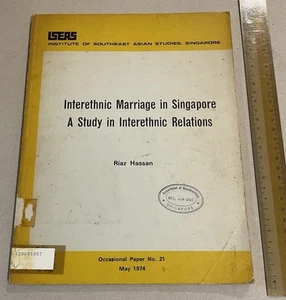 ISEAS
INSTITUTE OF SOUTHEAST ASIAN STUDIES, SINGAPORE
Interethnic Marriage in Singapore
A Study in Interethnic Relations
Riaz Hassan
SINGAPORE
Occasional Paper No. 21
May 1974